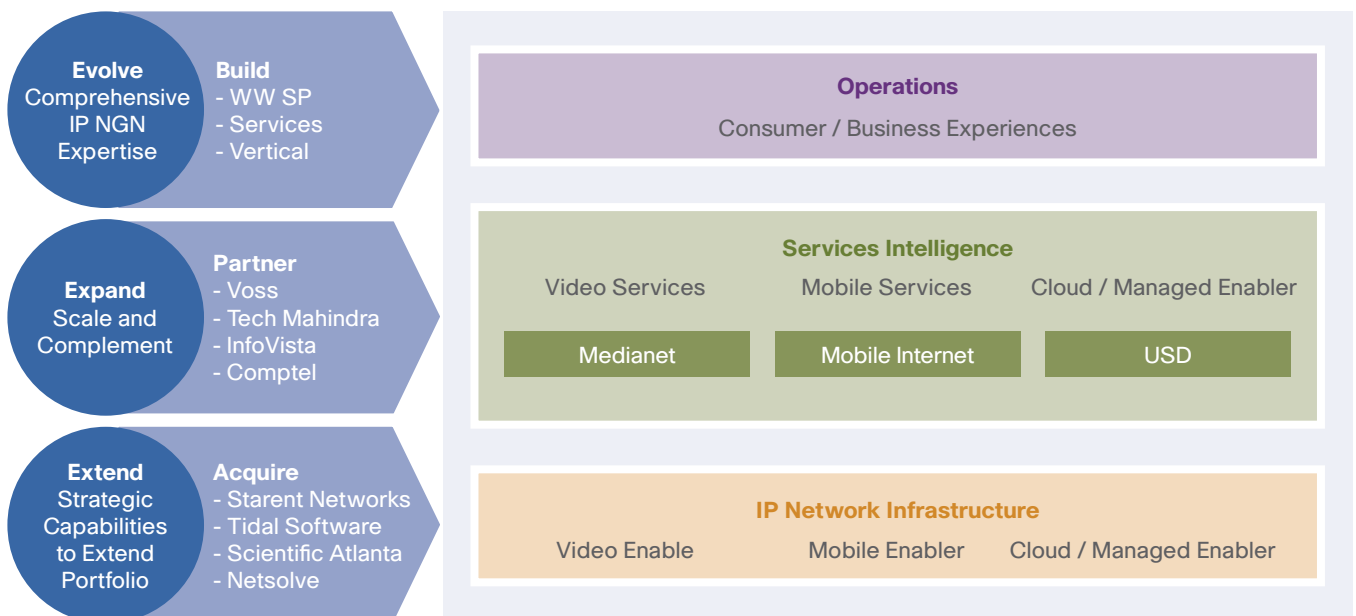 Evolve
Comprehensive
IP NGN
Expertise
Build
- WW SP
- Services
- Vertical
Operations
Consumer / Business Experiences
Expand
Scale and
Complement
Partner
- Voss
- Tech Mahindra
- InfoVista
- Comptel
Services Intelligence
Video Services Mobile Services Cloud / Managed Enabler
Medianet Mobile Internet USD
Extend
Strategic
Capabilities
to Extend
Portfolio
Acquire
- Starent Networks
- Tidal Software
- Scientific Atlanta
- Netsolve
IP Network Infrastructure
Video Enable Mobile Enabler Cloud / Managed Enabler